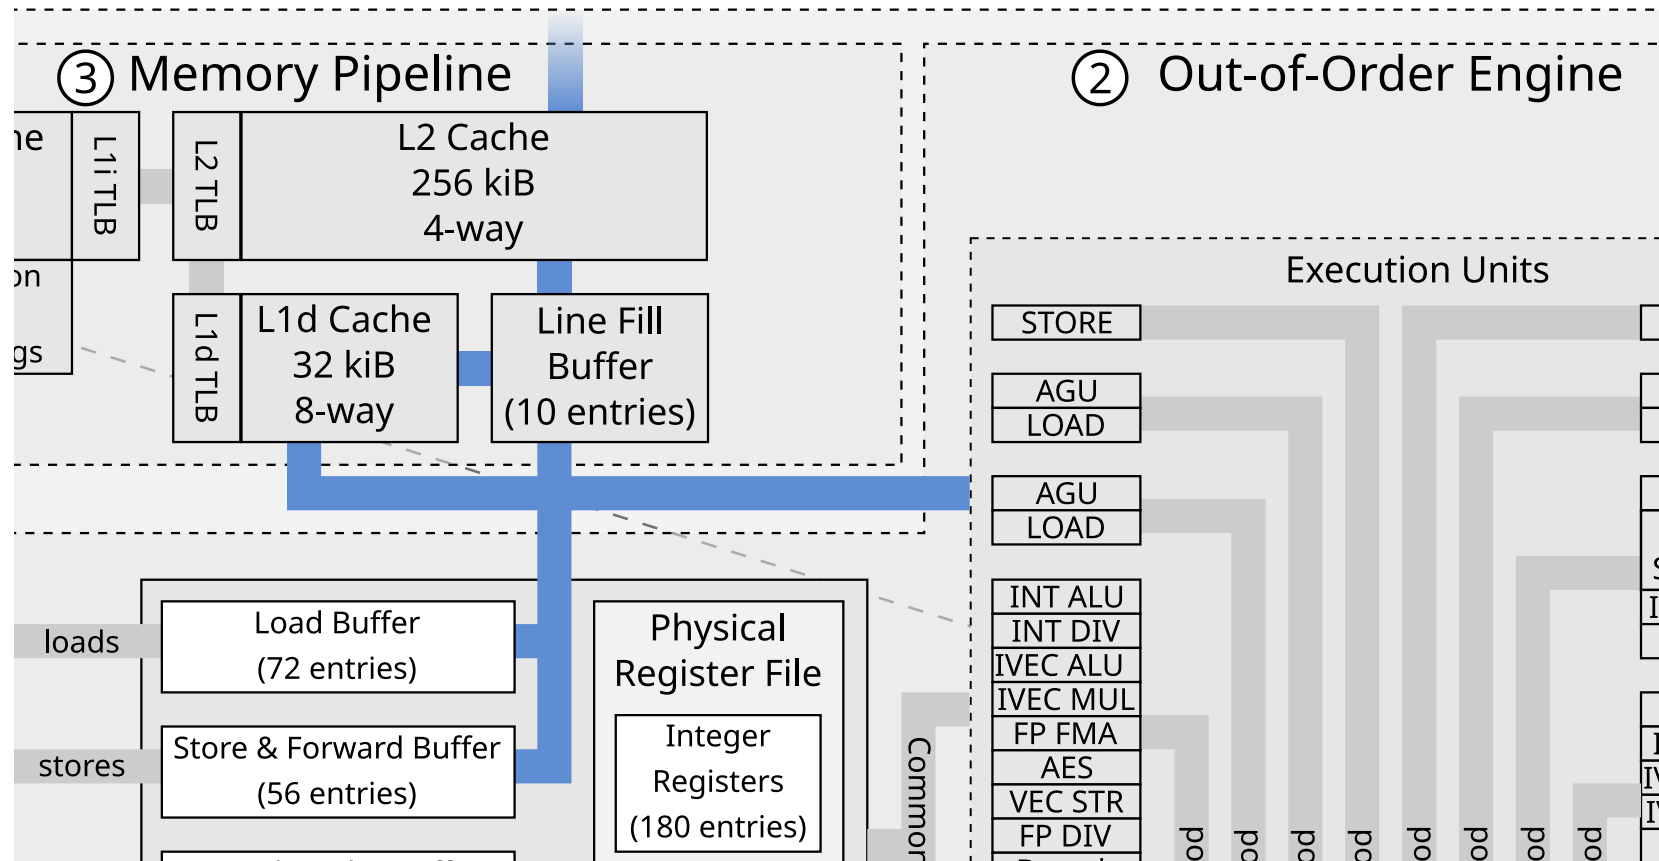 3 Memory Pipeline
2 Out-of-Order Engine
L1i TLB
L2 TLB
L2 Cache
256 kiB
4-way
L1d TLB
L1d Cache
32 kiB
8-way
Line Fill
Buffer
(10 entries)
Execution Units
STORE
AGU
LOAD
AGU
LOAD
INT ALU
INT DIV
IVEC ALU
IVEC MUL
FP FMA
AES
VEC STR
FP DIV
loads
Load Buffer
(72 entries)
stores
Store & Forward Buffer
(56 entries)
Physical
Register File
Integer
Registers
(180 entries)
Common